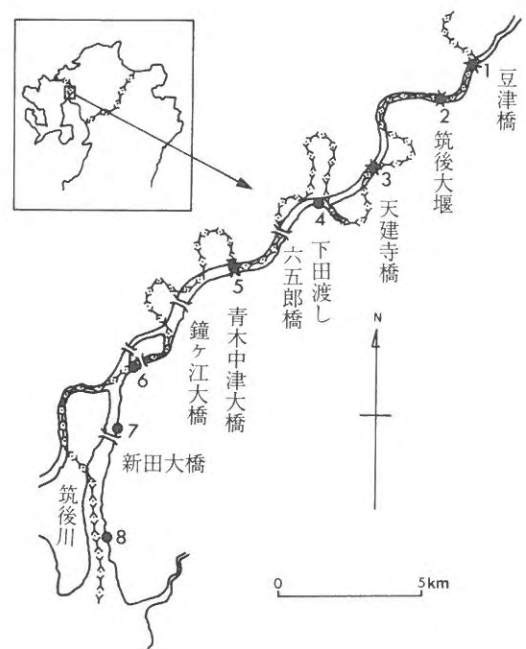 1
豆津橋
2
筑後大堰
3
天建寺橋
4
下田渡し
六五郎橋
5
青木中津大橋
鐘ヶ江大橋
6
7
新田大橋
筑後川
8
N
0
5km